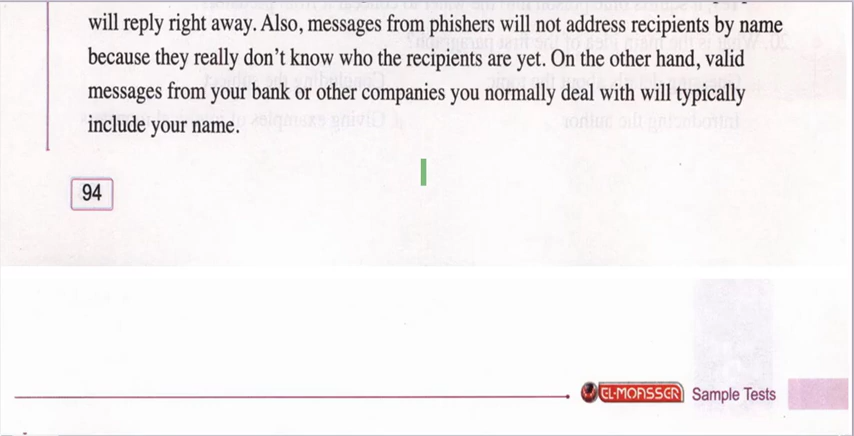 will reply right away. Also, messages from phishers will not address recipients by name
because they really don't know who the recipients are yet. On the other hand, valid
messages from your bank or other companies you normally deal with will typically
include your name.
94
EL-MOASSER Sample Tests